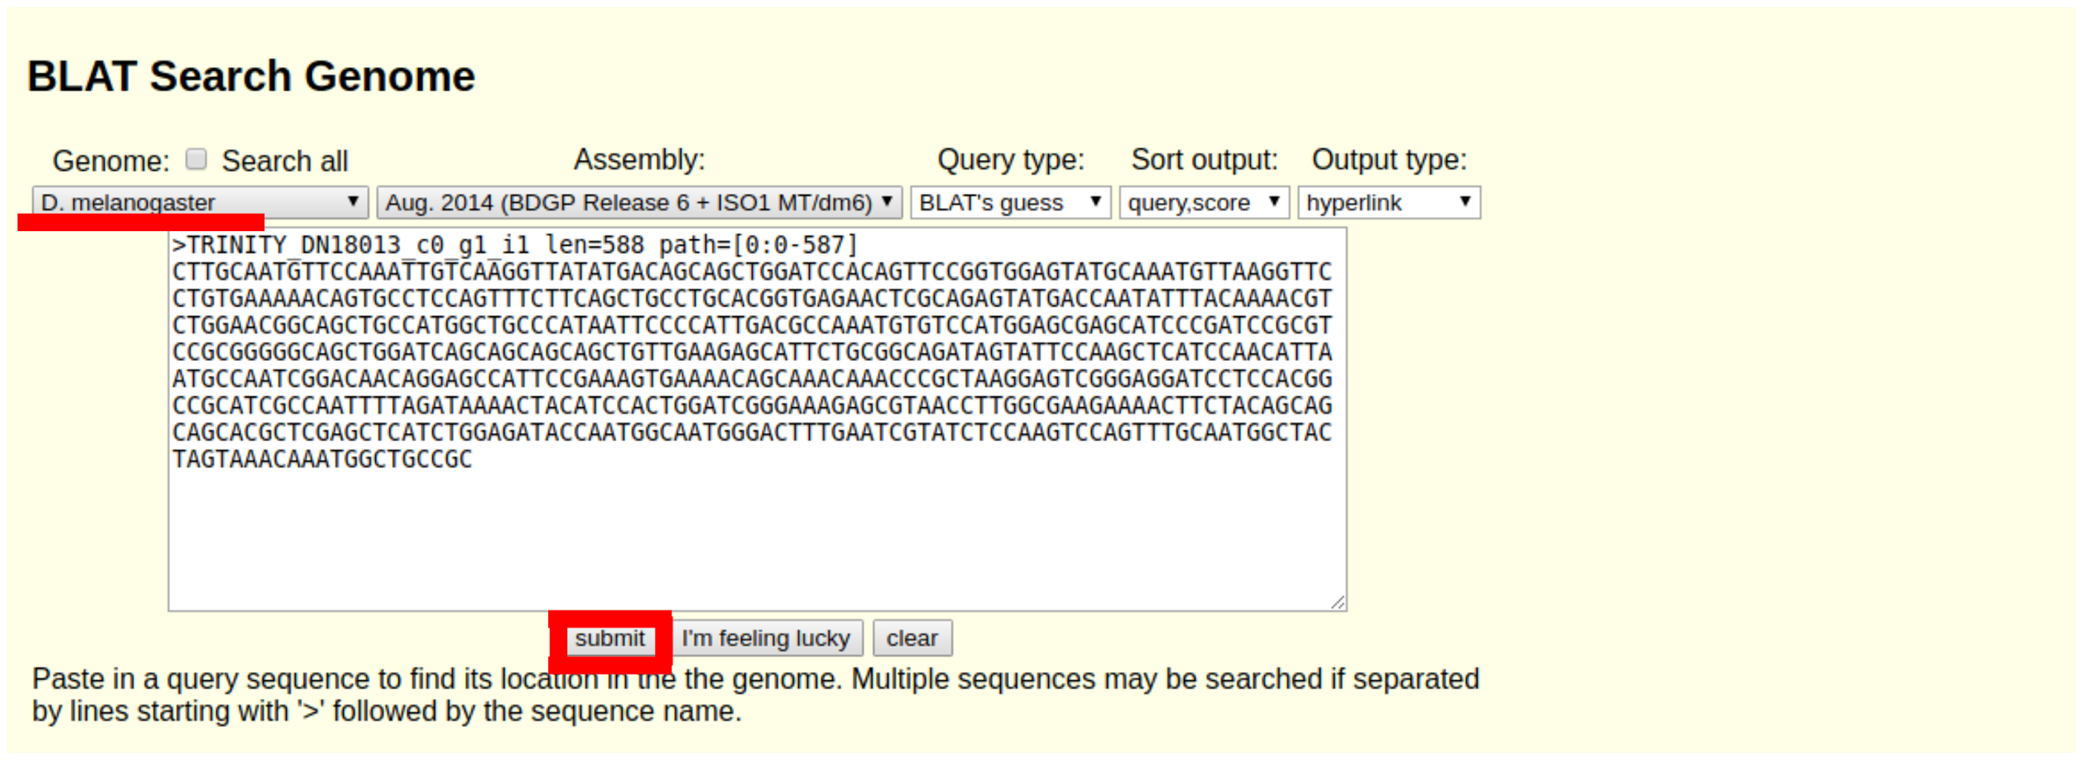 BLAT Search Genome
Genome: Search all Assembly: Query type: Sort output: Output type:
D. melanogaster Aug. 2014 (BDGP Release 6 + ISO1 MT/dm6) BLAT's guess query,score hyperlink
>TRINITY_DN18013_c0_g1_i1 len=588 path=[0:0-587]
CTTGCAATGTTCCAAATTGTCAAGGTTATATGACAGCAGCTGGATCCACAGTTCCGGTGGAGTATGCAAATGTTAAGGTTC
CTGTGAAAAACAGTGCCTCCAGTTTCTTCAGCTGCCTGCACGGTGAGAACTCGCAGAGTATGACCAATATTTACAAAACGT
CTGGAACGGCAGCTGCCATGGCTGCCCATAATTCCCCATTGACGCCAAATGTGTCCATGGAGCGAGCATCCCGATCCGCGT
CCGCGGGGGCAGCTGGATCAGCAGCAGCAGCTGTTGAAGAGCATTCTGCGGCAGATAGTATTCCAAGCTCATCCAACATTA
ATGCCAATCGGACAACAGGAGCCATTCCGAAAGTGAAAACAGCAAACAAACCCGCTAAGGAGTCGGGAGGATCCTCCACGG
CCGCATCGCCAATTTTAGATAAAACTACATCCACTGGATCGGGAAAGAGCGTAACCTTGGCGAAGAAAACTTCTACAGCAG
CAGCACGCTCGAGCTCATCTGGAGATACCAATGGCAATGGGACTTTGAATCGTATCTCCAAGTCCAGTTTGCAATGGCTAC
TAGTAAACAAATGGCTGCCGC
submit I'm feeling lucky clear
Paste in a query sequence to find its location in the the genome. Multiple sequences may be searched if separated
by lines starting with '>' followed by the sequence name.